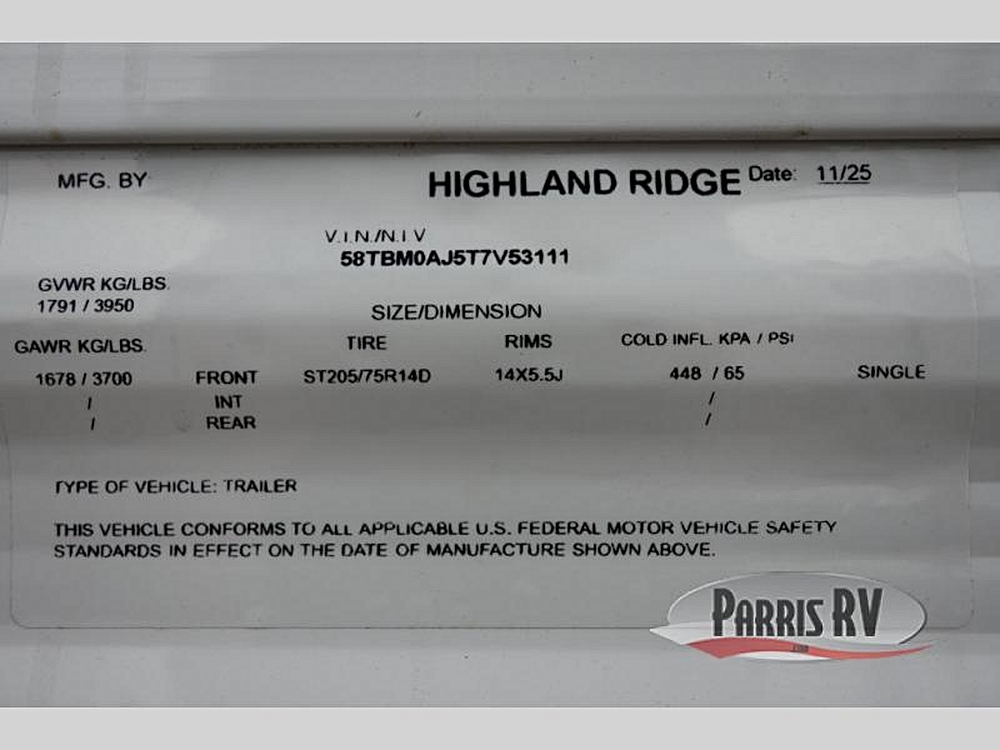 MFG. BY HIGHLAND RIDGE Date: 11/25
V.I.N./N.I.V
58TBM0AJ5T7V53111
GVWR KG/LBS.
1791 / 3950
SIZE/DIMENSION
GAWR KG/LBS. TIRE RIMS COLD INFL. KPA / PSI
1678 / 3700 FRONT ST205/75R14D 14X5.5J 448 / 65 SINGLE
/ INT /
/ REAR /
TYPE OF VEHICLE: TRAILER
THIS VEHICLE CONFORMS TO ALL APPLICABLE U.S. FEDERAL MOTOR VEHICLE SAFETY
STANDARDS IN EFFECT ON THE DATE OF MANUFACTURE SHOWN ABOVE.
PARRIS RV